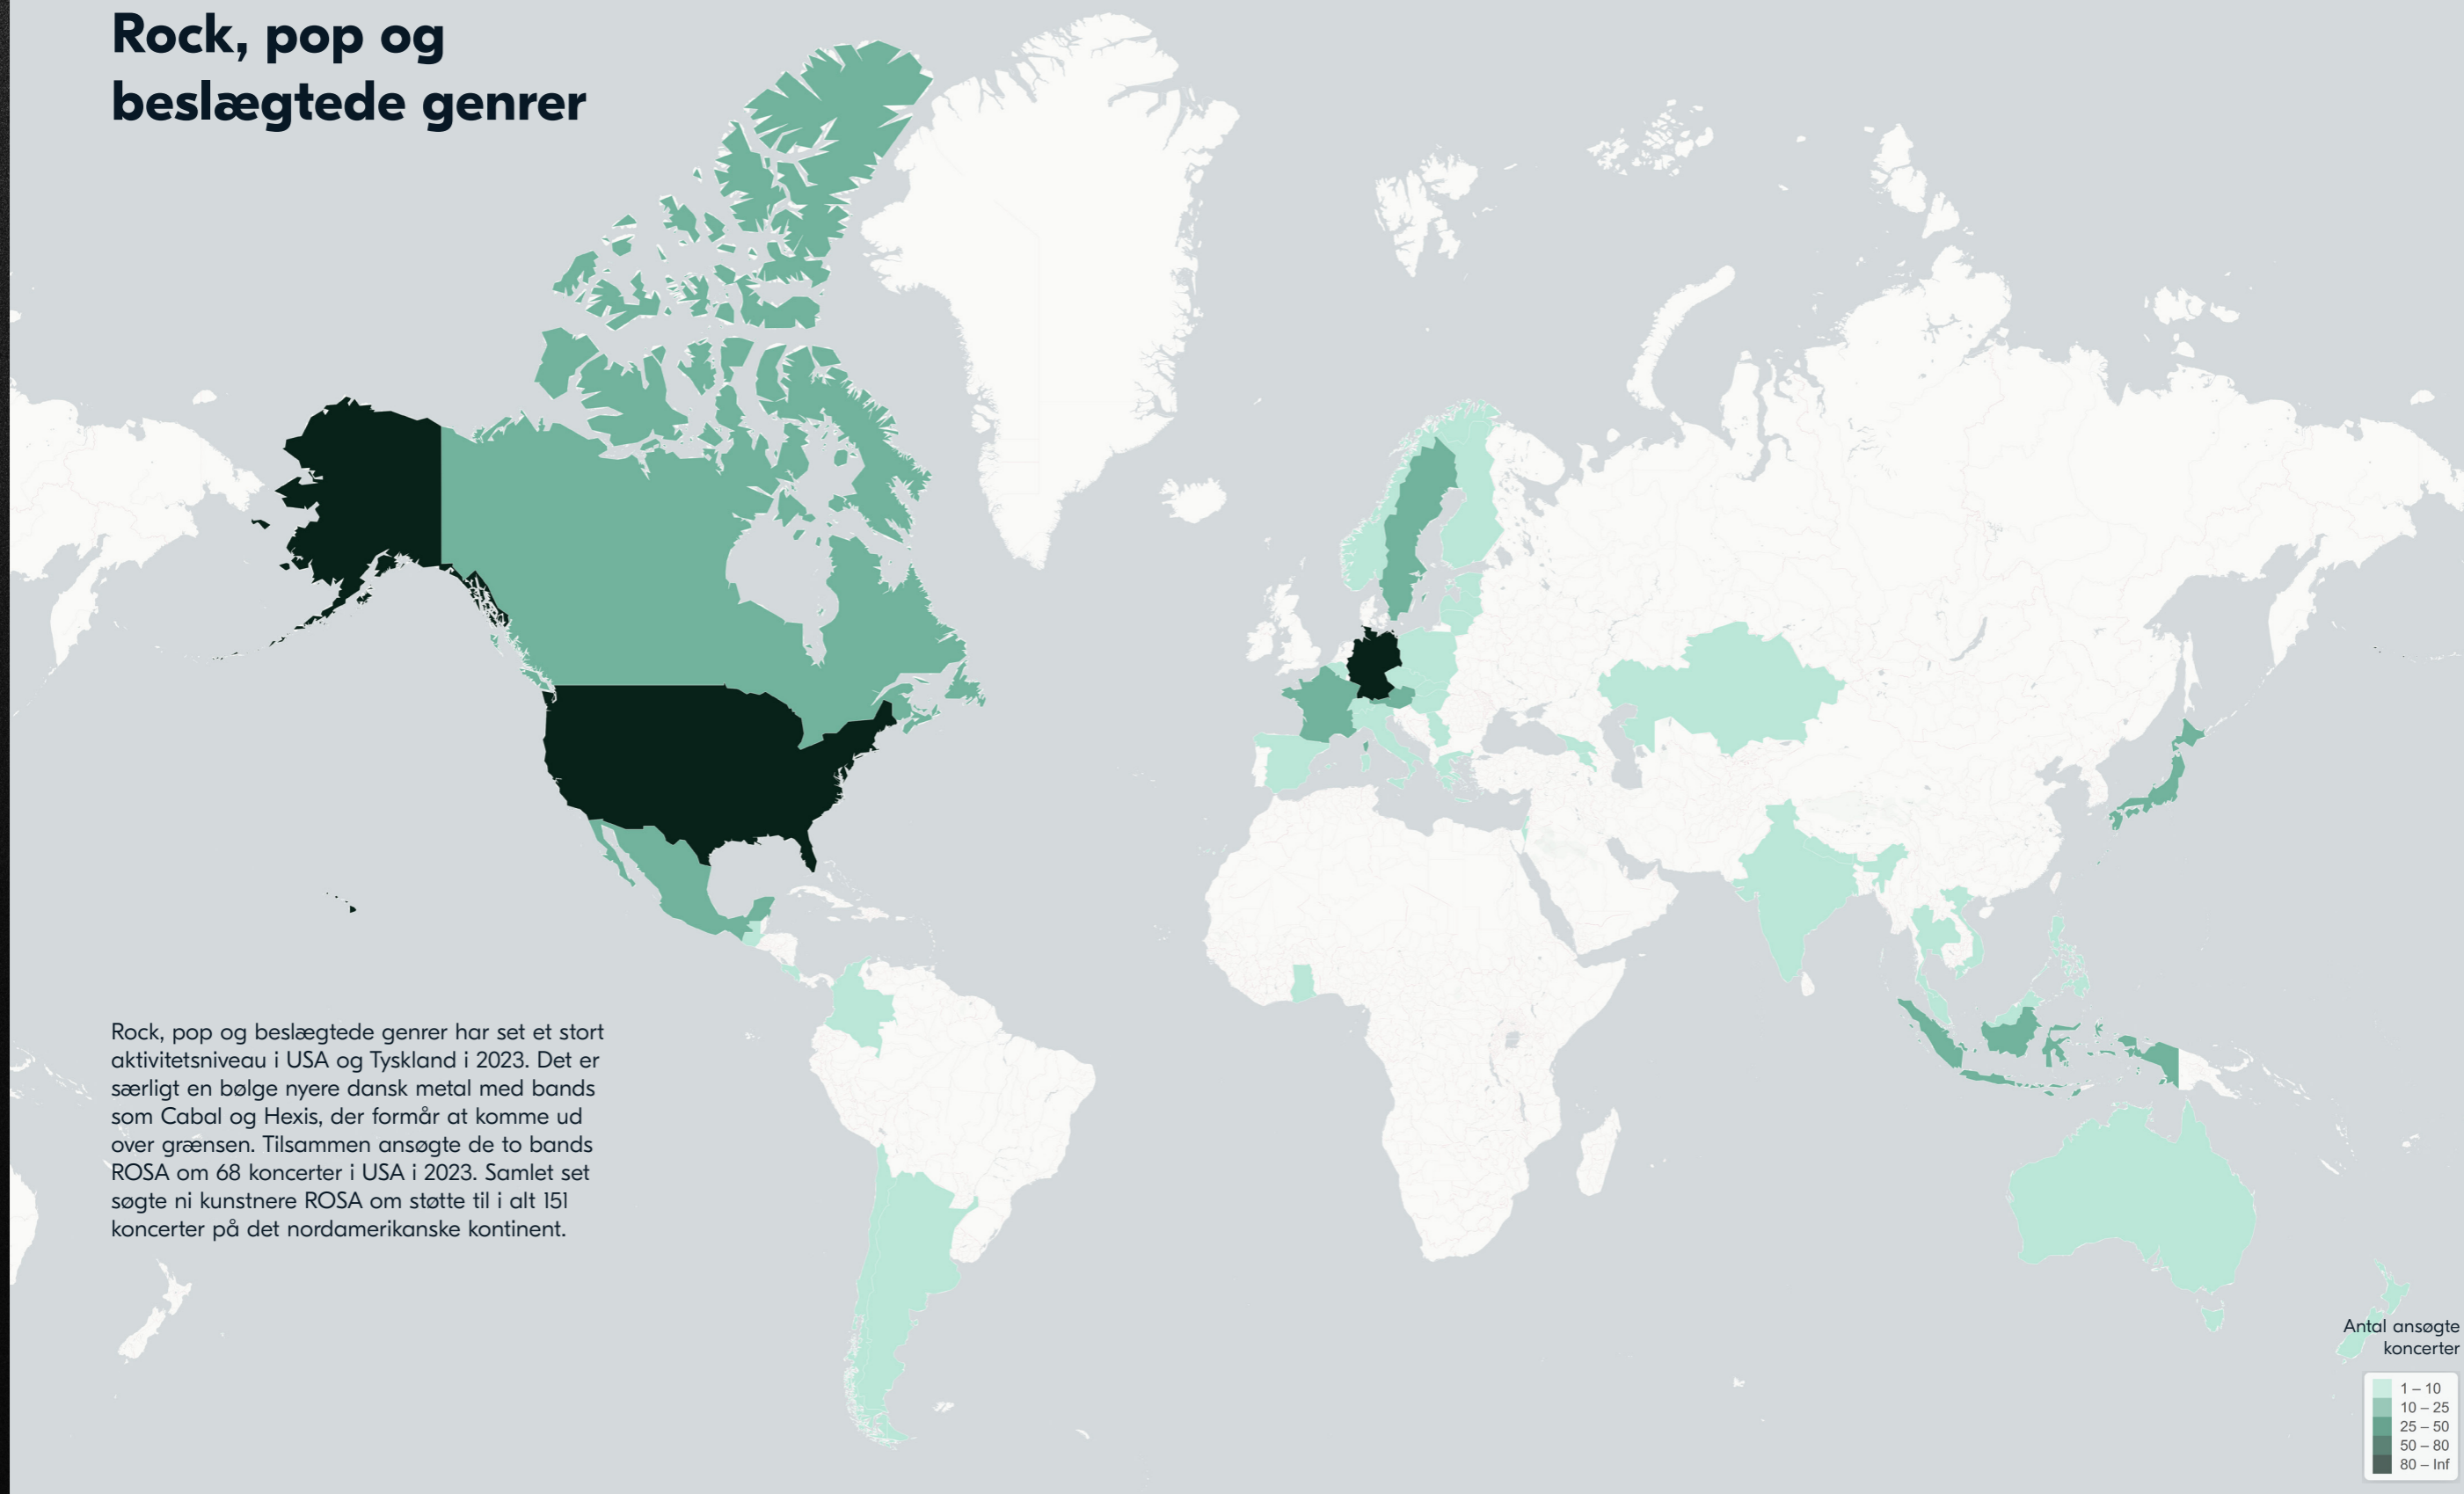 Rock, pop og
beslægtede genrer
Rock, pop og beslægtede genrer har set et stort
aktivitetsniveau i USA og Tyskland i 2023. Det er
særligt en bølge nyere dansk metal med bands
som Cabal og Hexis, der formår at komme ud
over grænsen. Tilsammen ansøgte de to bands
ROSA om 68 koncerter i USA i 2023. Samlet set
søgte ni kunstnere ROSA om støtte til i alt 151
koncerter på det nordamerikanske kontinent.
Antal ansøgte
koncerter
1 – 10
10 – 25
25 – 50
50 – 80
80 – Inf